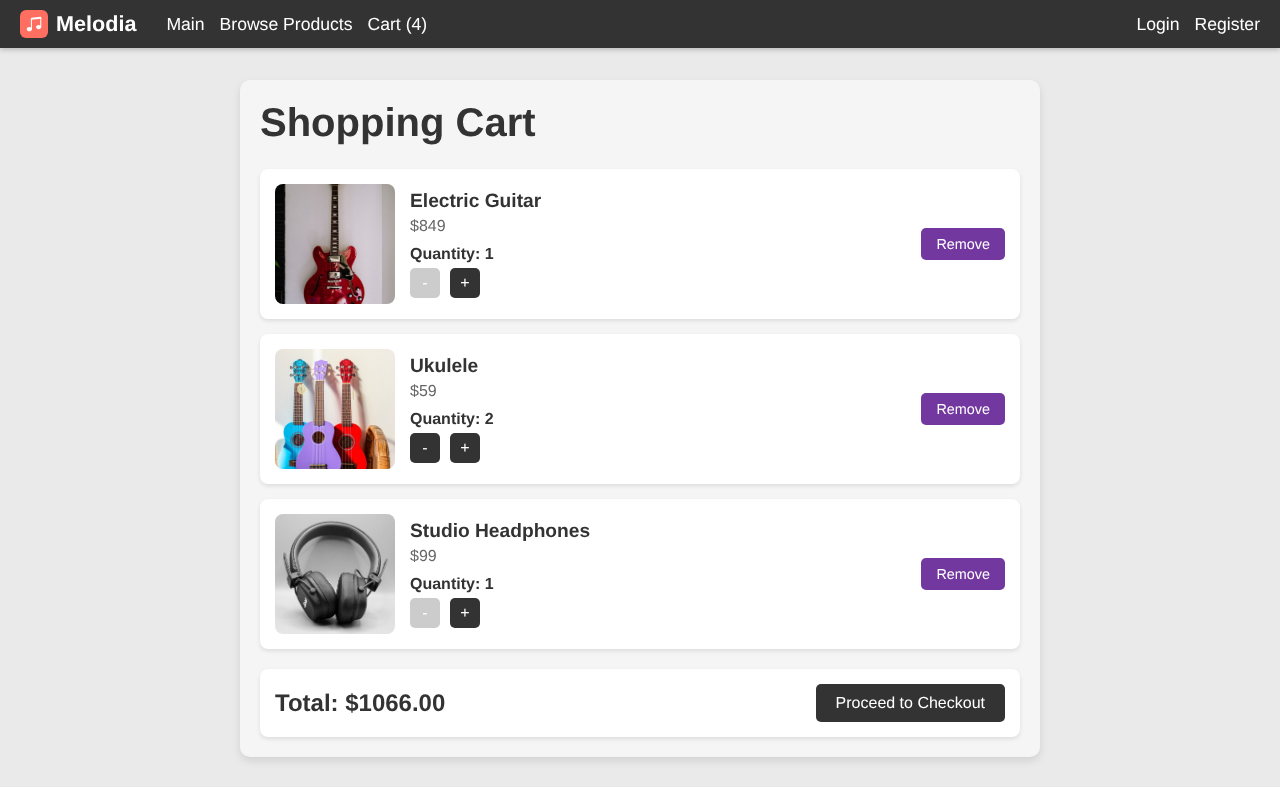 Melodia Main Browse Products Cart (4) Login Register
Shopping Cart
Electric Guitar
$849
Quantity: 1
- +
Remove
Ukulele
$59
Quantity: 2
- +
Remove
Studio Headphones
$99
Quantity: 1
- +
Remove
Total: $1066.00 Proceed to Checkout